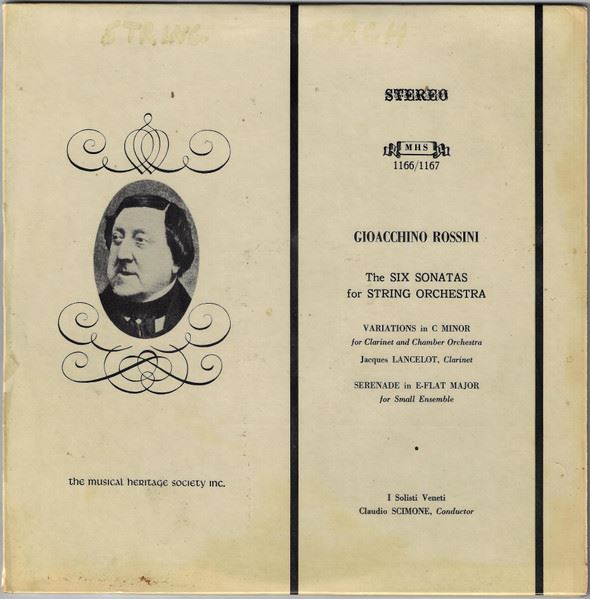 STRING ORCH
STEREO
MHS
1166/1167
GIOACCHINO ROSSINI
The SIX SONATAS
for STRING ORCHESTRA
VARIATIONS in C MINOR
for Clarinet and Chamber Orchestra
Jacques LANCELOT, Clarinet
SERENADE in E-FLAT MAJOR
for Small Ensemble
the musical heritage society inc.
I Solisti Veneti
Claudio SCIMONE, Conductor